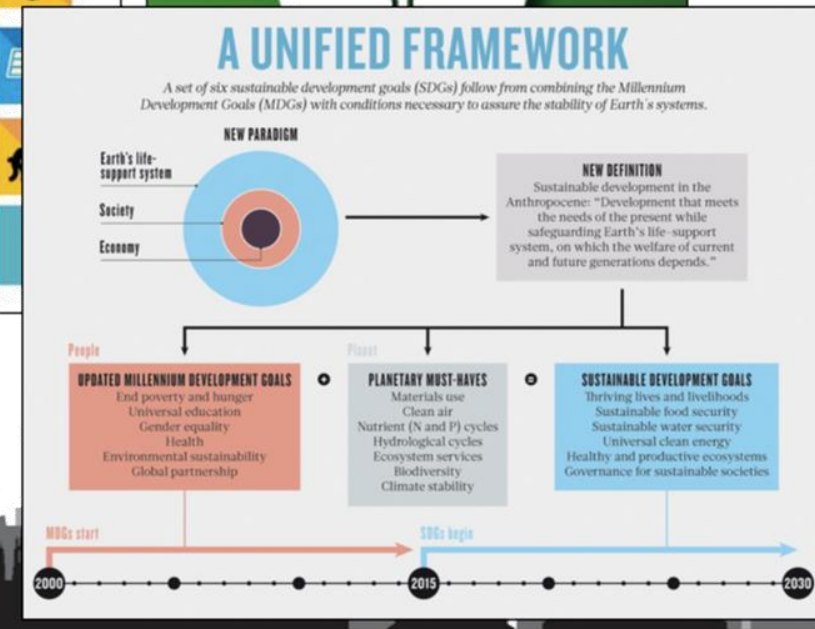 A UNIFIED FRAMEWORK
A set of six sustainable development goals (SDGs) follow from combining the Millennium
Development Goals (MDGs) with conditions necessary to assure the stability of Earth's systems.
NEW PARADIGM
Earth's life-
support system
Society
Economy
NEW DEFINITION
Sustainable development in the
Anthropocene: “Development that meets
the needs of the present while
safeguarding Earth's life-support
system, on which the welfare of current
and future generations depends.”
People
UPDATED MILLENNIUM DEVELOPMENT GOALS
End poverty and hunger
Universal education
Gender equality
Health
Environmental sustainability
Global partnership
+
Planet
PLANETARY MUST-HAVES
Materials use
Clean air
Nutrient (N and P) cycles
Hydrological cycles
Ecosystem services
Biodiversity
Climate stability
=
SUSTAINABLE DEVELOPMENT GOALS
Thriving lives and livelihoods
Sustainable food security
Sustainable water security
Universal clean energy
Healthy and productive ecosystems
Governance for sustainable societies
MDGs start
SDGs begin
2000
2015
2030